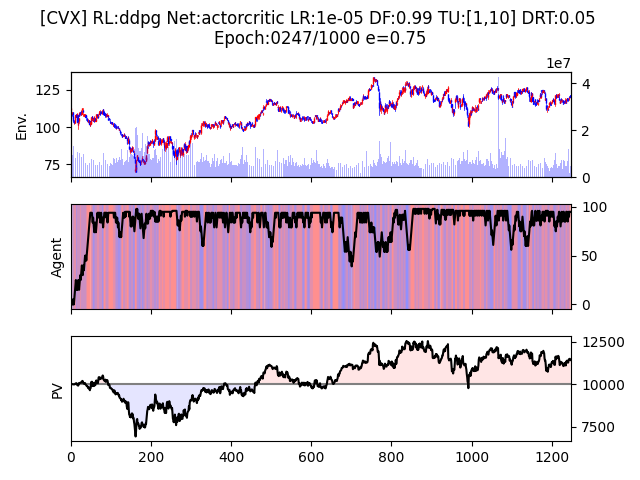 [CVX] RL:ddpg Net:actorcritic LR:1e-05 DF:0.99 TU:[1,10] DRT:0.05
Epoch:0247/1000 e=0.75
1e7
Env.
125
100
75
4
2
0
Agent
100
50
0
PV
12500
10000
7500
0 200 400 600 800 1000 1200